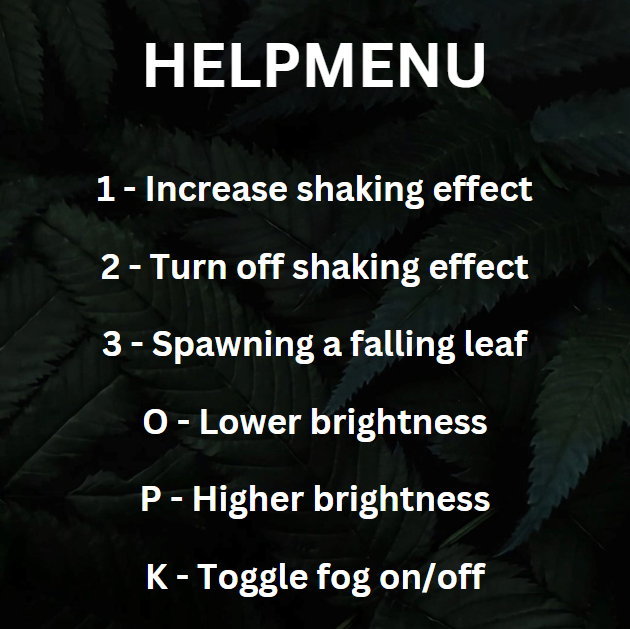 HELPMENU
1 - Increase shaking effect
2 - Turn off shaking effect
3 - Spawning a falling leaf
O - Lower brightness
P - Higher brightness
K - Toggle fog on/off